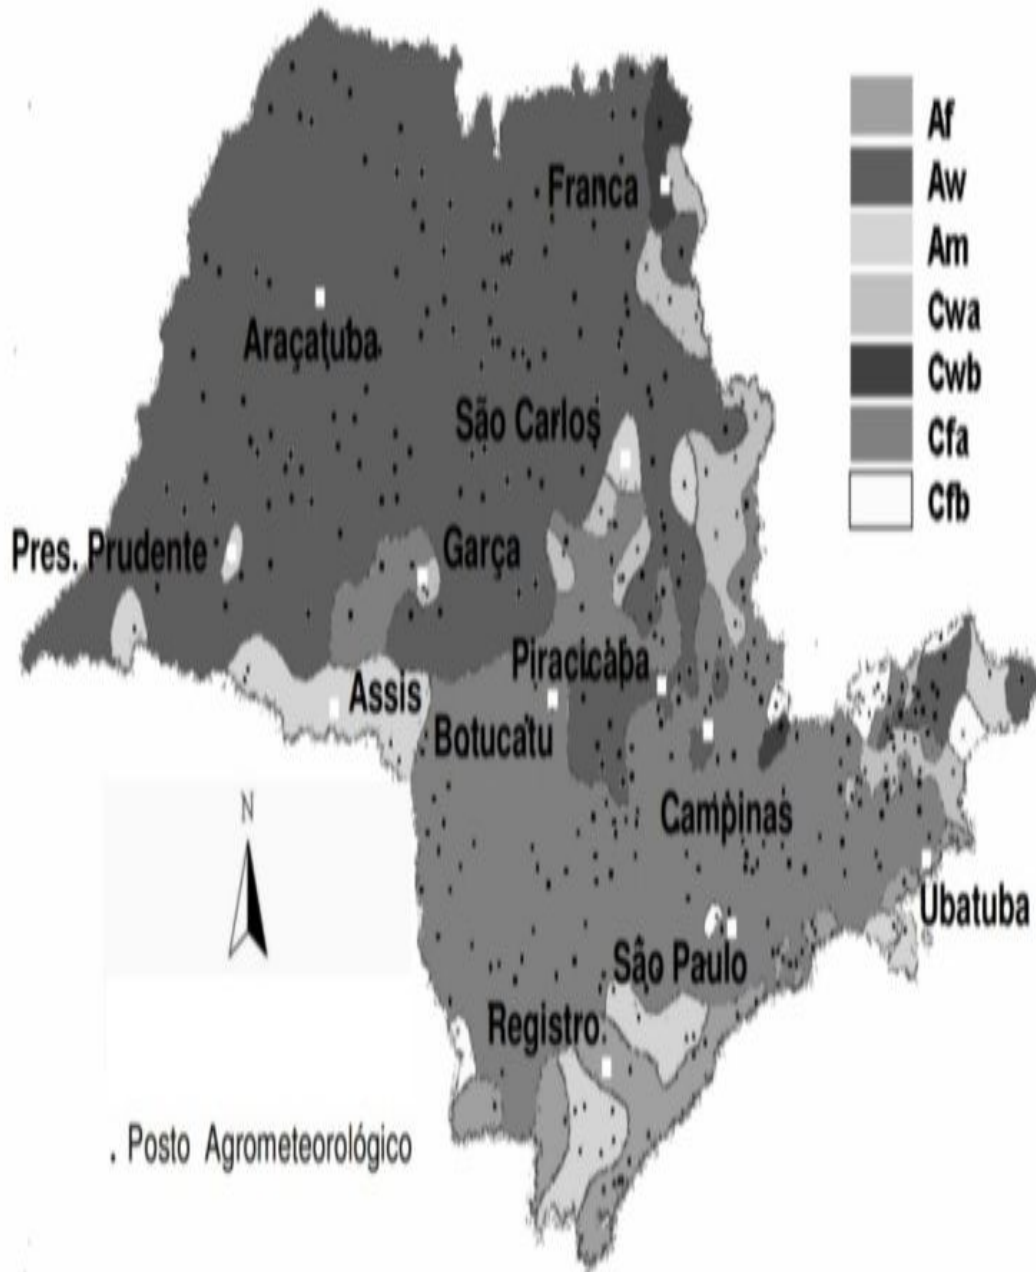 Af
Aw
Am
Cwa
Cwb
Cfa
Cfb
Franca
Araçatuba
São Carlos
Pres. Prudente
Garça
Piracicaba
Assis
Botucatu
Campinas
N
Ubatuba
São Paulo
Registro
. Posto Agrometeorológico